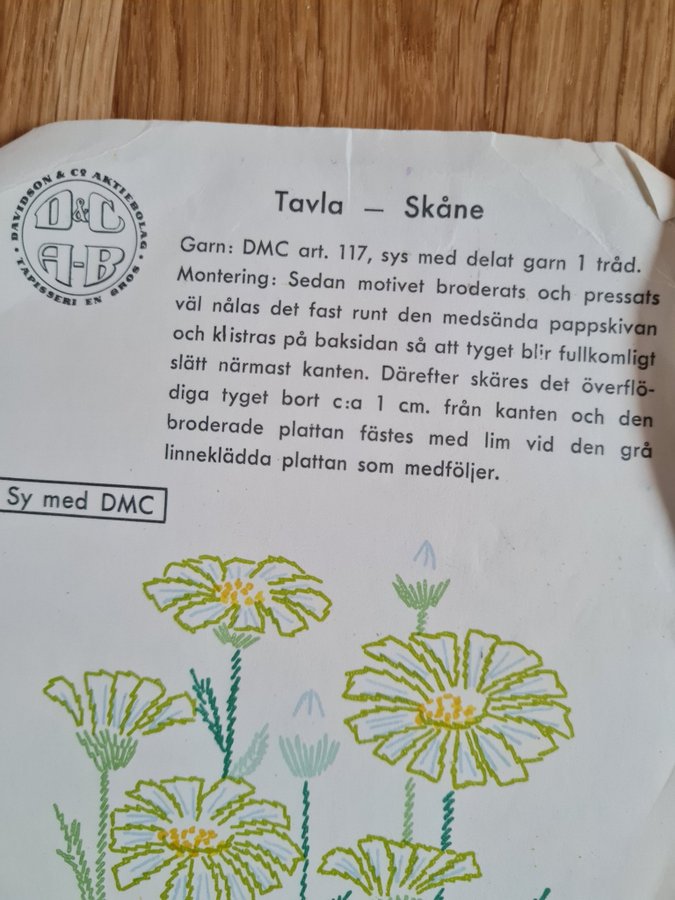 DAVIDSON & Cº AKTIEBOLAG
D&C
A-B
TAPISSERI EN GROS
Tavla — Skåne
Garn: DMC art. 117, sys med delat garn 1 tråd.
Montering: Sedan motivet broderats och pressats
väl nålas det fast runt den medsända pappskivan
och klistras på baksidan så att tyget blir fullkomligt
slätt närmast kanten. Därefter skäres det överflö-
diga tyget bort c:a 1 cm. från kanten och den
broderade plattan fästes med lim vid den grå
linneklädda plattan som medföljer.
Sy med DMC